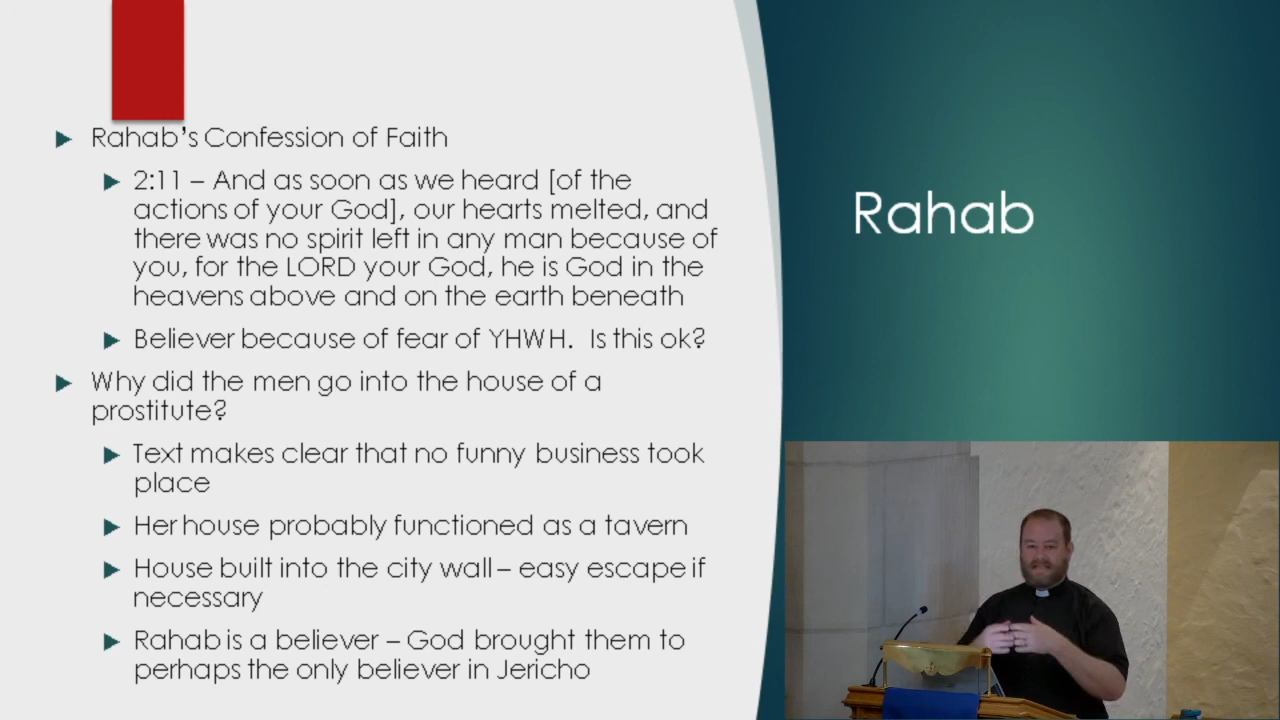 Rahab's Confession of Faith
2:11 – And as soon as we heard [of the
actions of your God], our hearts melted, and
there was no spirit left in any man because of
you, for the LORD your God, he is God in the
heavens above and on the earth beneath
Believer because of fear of YHWH. Is this ok?
Why did the men go into the house of a
prostitute?
Text makes clear that no funny business took
place
Her house probably functioned as a tavern
House built into the city wall – easy escape if
necessary
Rahab is a believer – God brought them to
perhaps the only believer in Jericho
Rahab